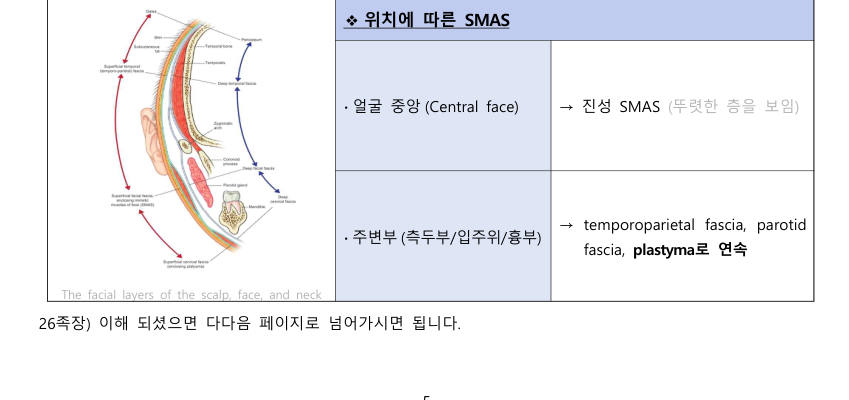 Galea
Skin
Subcutaneous
fat
Superficial temporal
(temporo-parietal) fascia
Periosteum
Temporal bone
Temporalis
Deep temporal fascia
Zygomatic
arch
Coronoid
process
Deep facial fascia
Parotid gland
Superficial facial fascia-
enclosing mimetic
muscles of face (SMAS)
Deep
cervical fascia
Mandible
Superficial cervical fascia
(enclosing platysma)
The facial layers of the scalp, face, and neck
❖ 위치에 따른 SMAS
· 얼굴 중앙 (Central face)
→ 진성 SMAS (뚜렷한 층을 보임)
· 주변부 (측두부/입주위/흉부)
→ temporoparietal fascia, parotid
fascia, plastyma로 연속
26족장) 이해 되셨으면 다다음 페이지로 넘어가시면 됩니다.